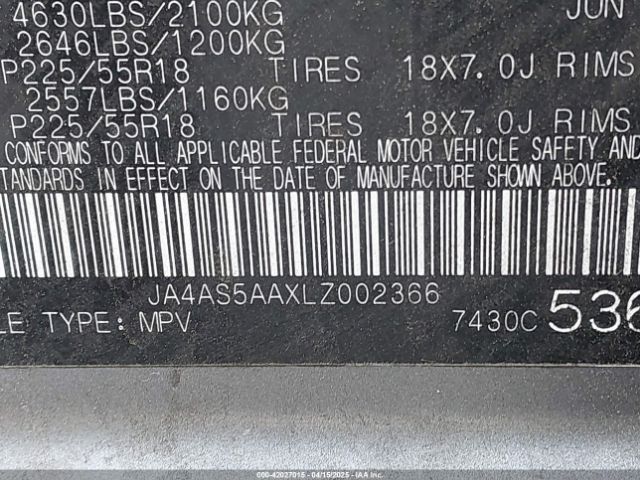 4630LBS/2100KG JUN
2646LBS/1200KG
P225/55R18 TIRES 18X7.0J RIMS
2557LBS/1160KG
P225/55R18 TIRES 18X7.0J RIMS
CONFORMS TO ALL APPLICABLE FEDERAL MOTOR VEHICLE SAFETY AND
TANDARDS IN EFFECT ON THE DATE OF MANUFACTURE SHOWN ABOVE.
JA4AS5AAXLZ002366
LE TYPE: MPV 7430C 536
000-42027015 - 04/15/2025 - IAAI.COM